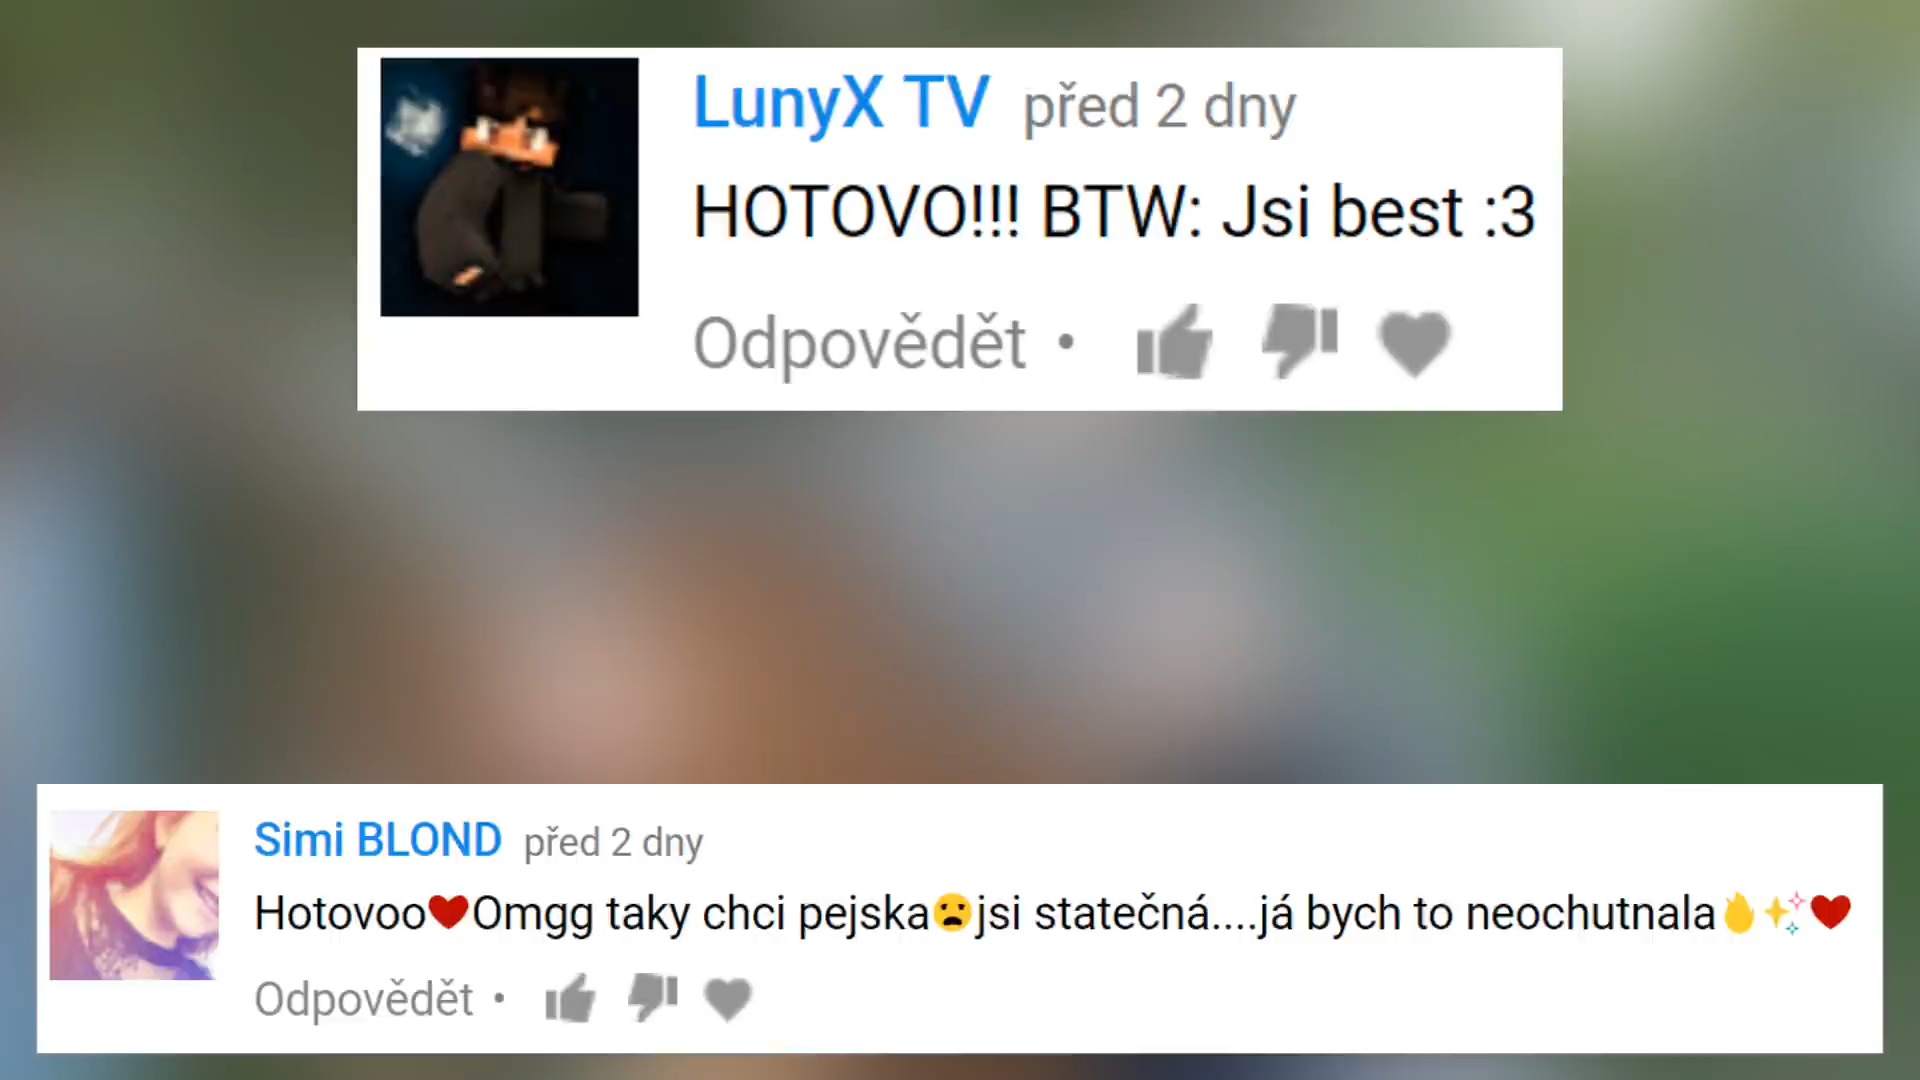 LunyX TV před 2 dny
HOTOVO!!! BTW: Jsi best :3
Odpovědět •
Simi BLOND před 2 dny
Hotovoo❤Omgg taky chci pejska😦jsi statečná....já bych to neochutnala🔥✨❤
Odpovědět •